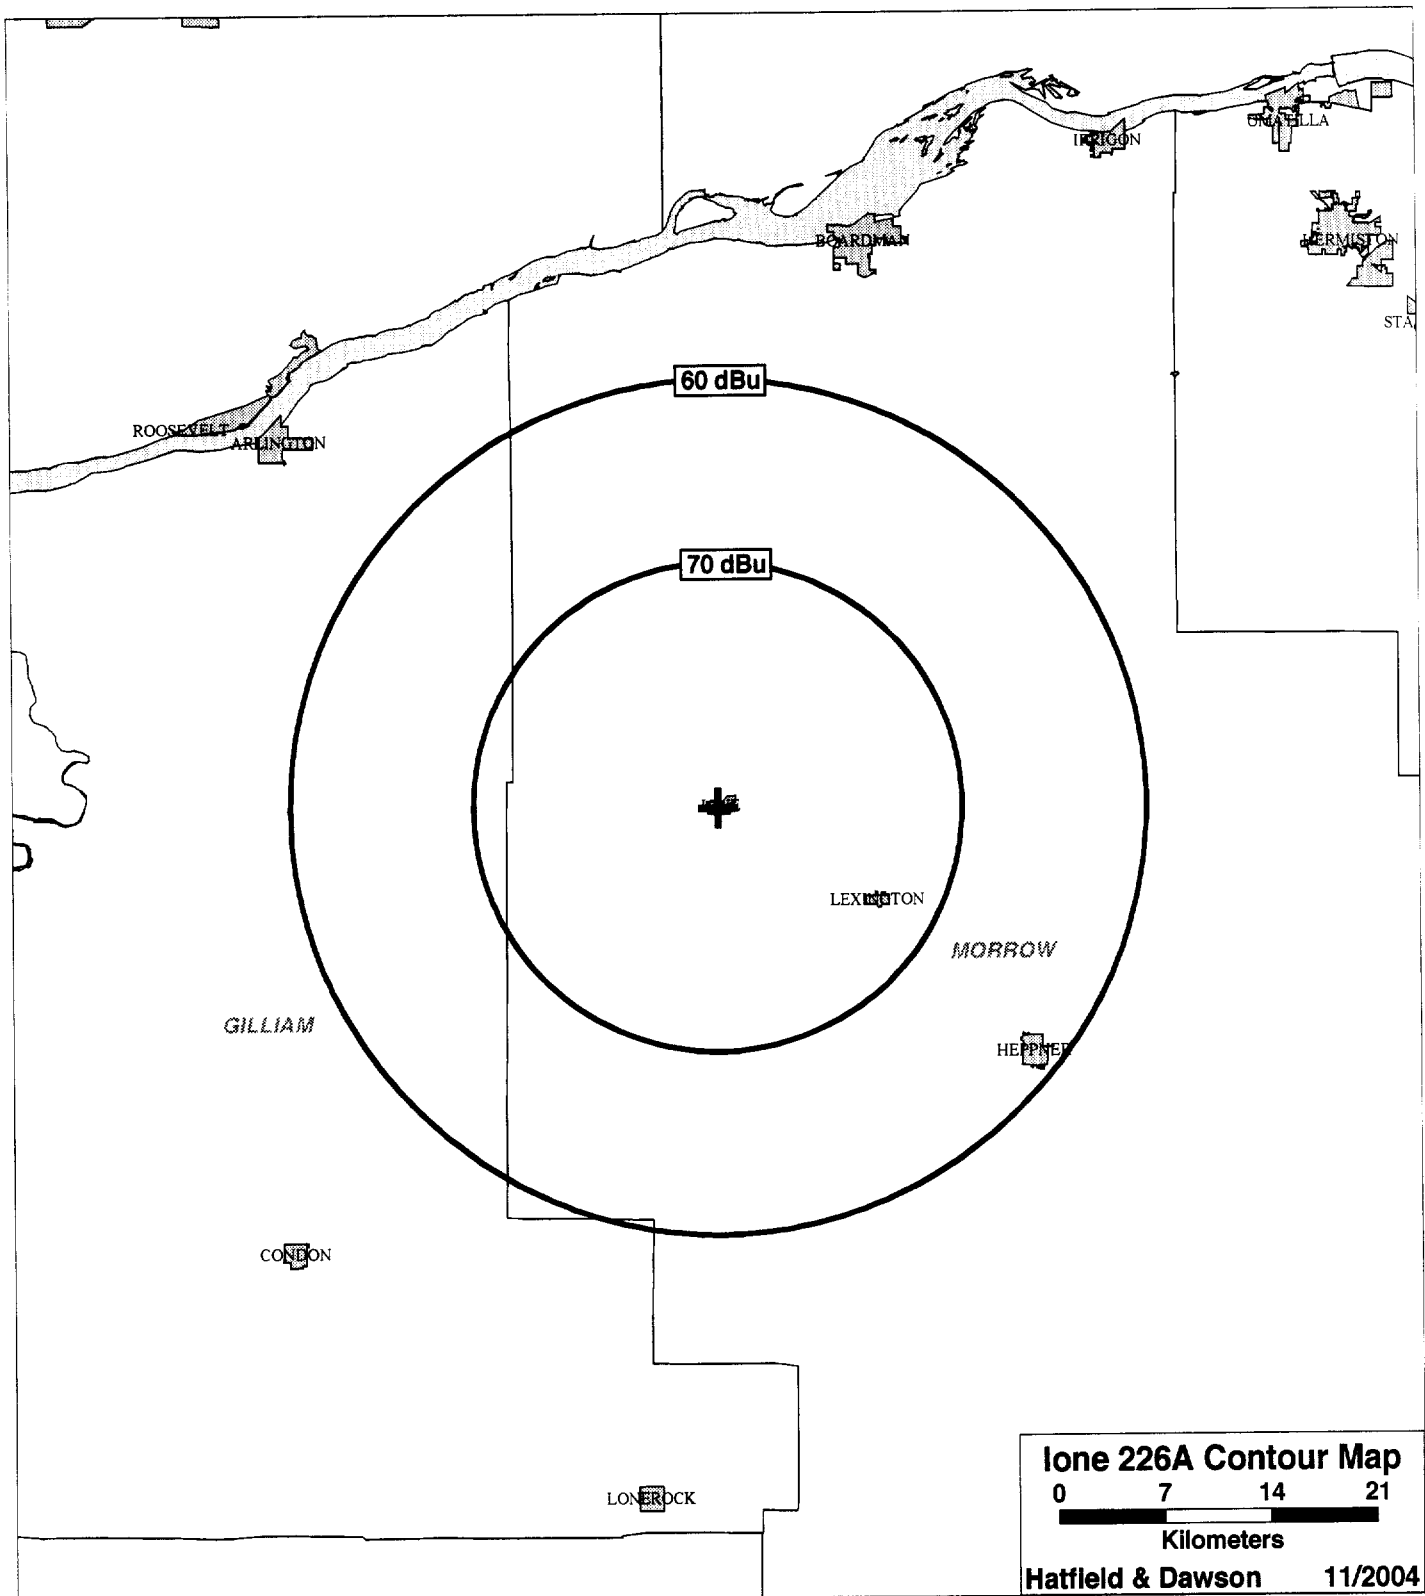 UMATILLA
IRRIGON
BOARDMAN
HERMISTON
STA
60 dBu
ROOSEVELT
ARLINGTON
70 dBu
LEXINGTON
MORROW
GILLIAM
HEPPNER
CONDON
LONEROCK
Ione 226A Contour Map
0 7 14 21
Kilometers
Hatfield & Dawson 11/2004